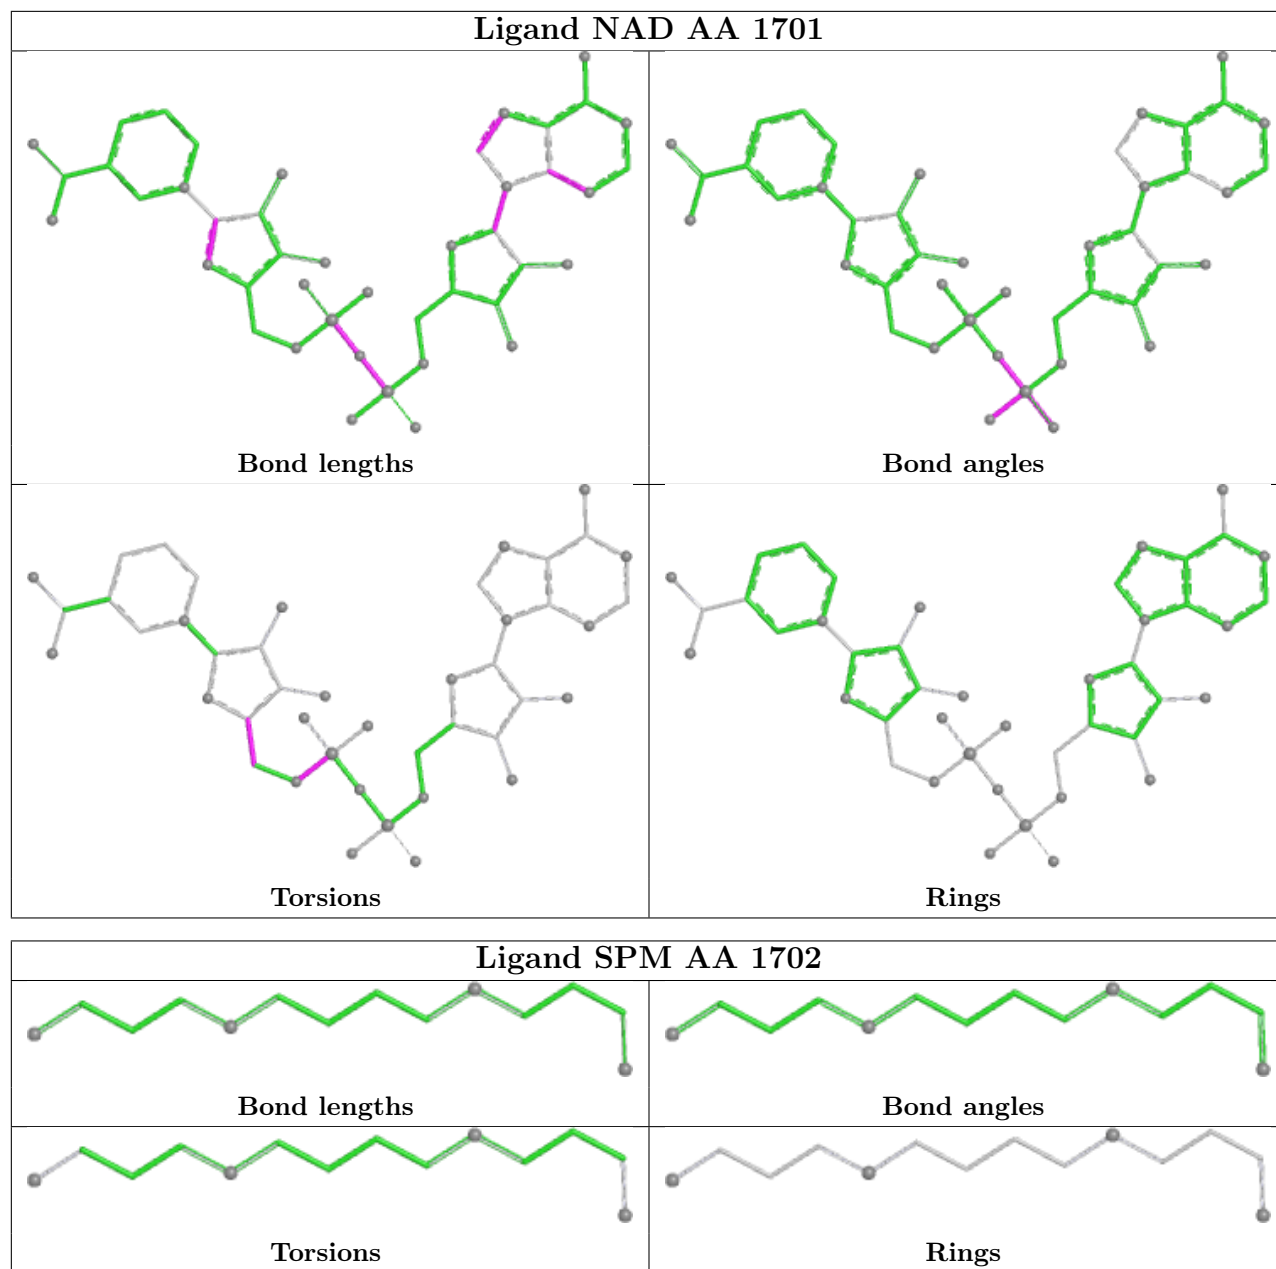 Ligand NAD AA 1701
Bond lengths
Bond angles
Torsions
Rings
Ligand SPM AA 1702
Bond lengths
Bond angles
Torsions
Rings